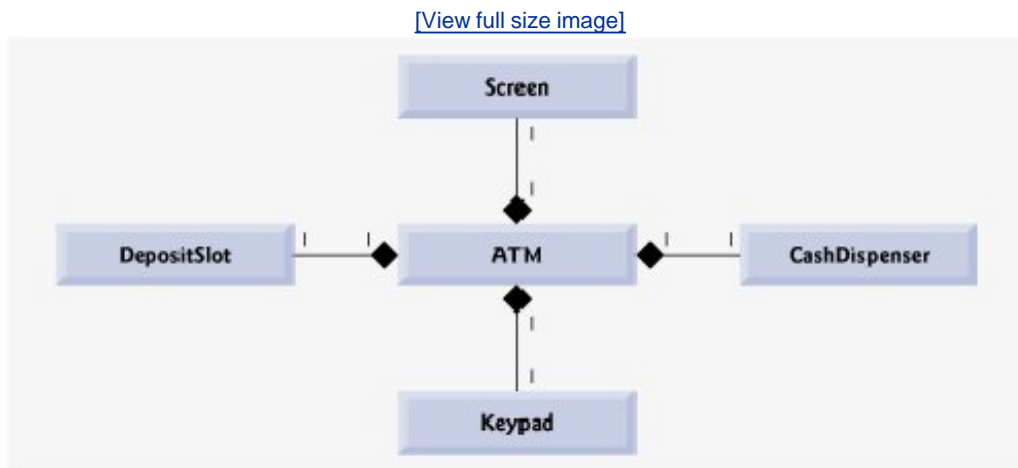 [View full size image]
Screen
1
1
DepositSlot 1 1 ATM 1 1 CashDispenser
1
1
Keypad